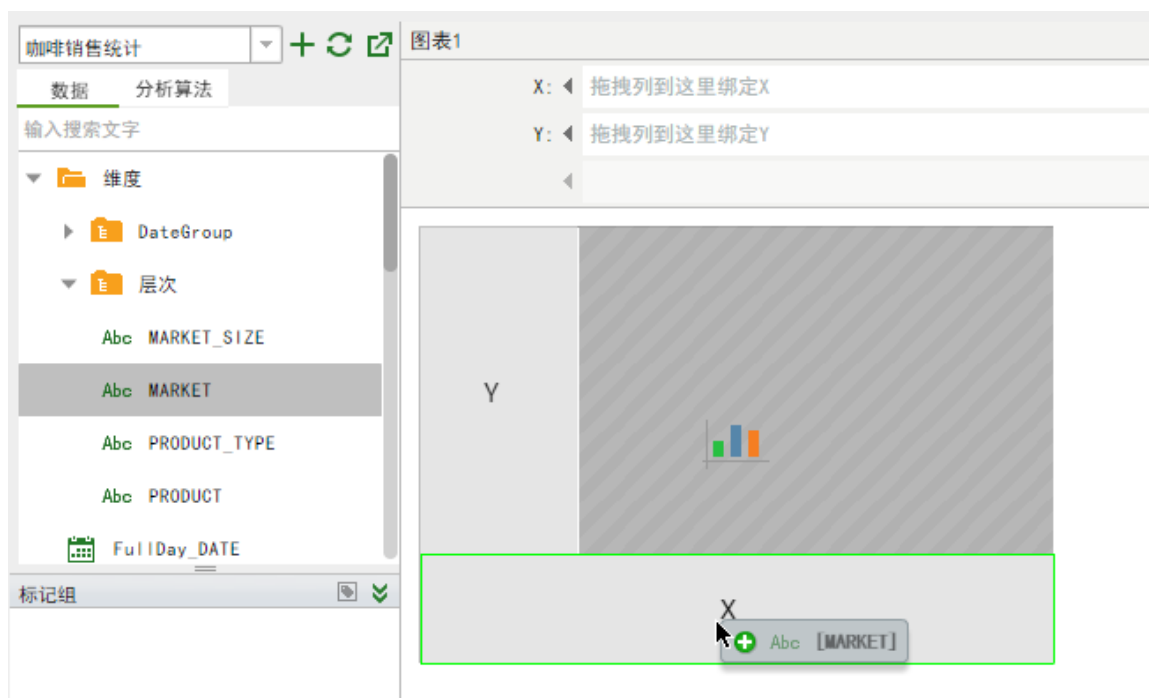 咖啡销售统计
图表1
数据 分析算法
X: 拖拽列到这里绑定X
输入搜索文字
Y: 拖拽列到这里绑定Y
维度
DateGroup
层次
Abc MARKET_SIZE
Abc MARKET
Y
Abc PRODUCT_TYPE
Abc PRODUCT
FullDay_DATE
标记组
X
Abc [MARKET]